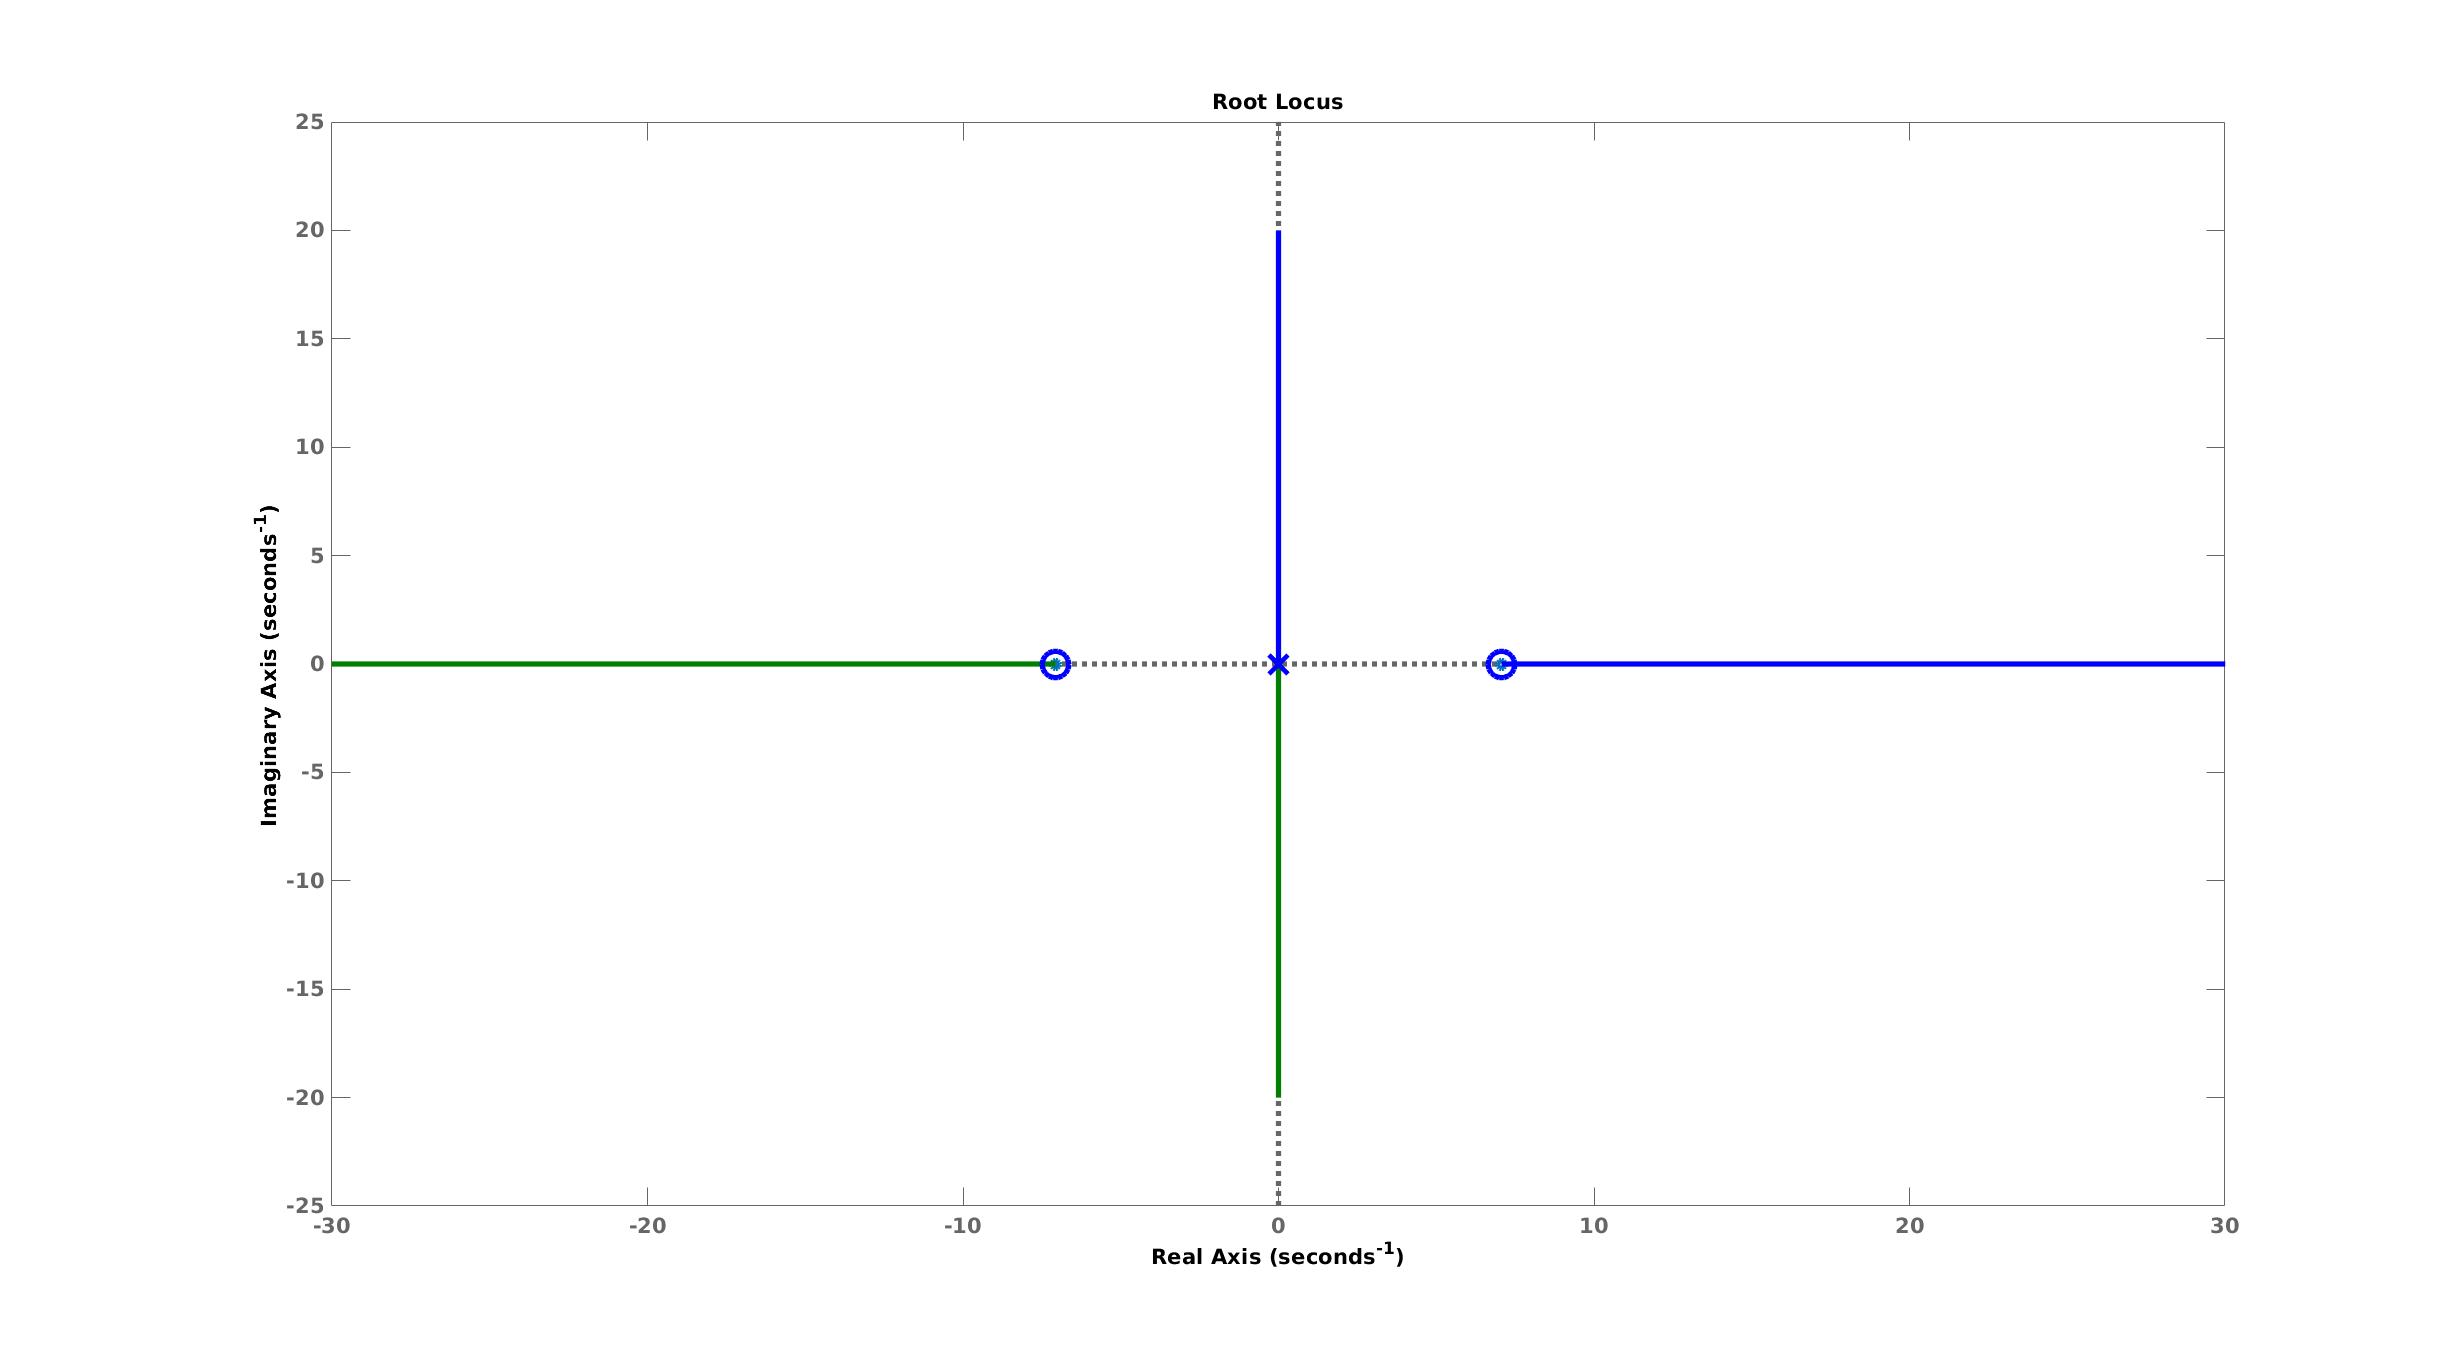 Root Locus
25
20
15
10
5
0
-5
-10
-15
-20
-25
Imaginary Axis (seconds⁻¹)
-30 -20 -10 0 10 20 30
Real Axis (seconds⁻¹)